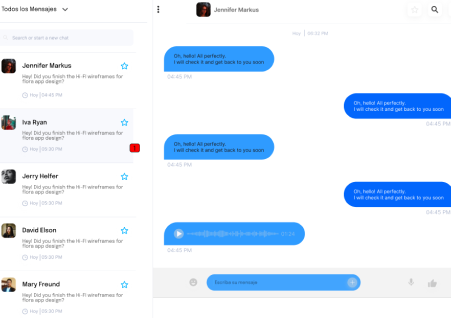 Todos los Mensajes
Search or start a new chat
Jennifer Markus
Hey! Did you finish the Hi-Fi wireframes for
flora app design?
Hoy | 04:45 PM
Iva Ryan
Hey! Did you finish the Hi-Fi wireframes for
flora app design?
Hoy | 05:30 PM
Jerry Helfer
Hey! Did you finish the Hi-Fi wireframes for
flora app design?
Hoy | 05:30 PM
David Elson
Hey! Did you finish the Hi-Fi wireframes for
flora app design?
Hoy | 05:30 PM
Mary Freund
Hey! Did you finish the Hi-Fi wireframes for
flora app design?
Hoy | 05:30 PM
Jennifer Markus
Hoy | 05:30 PM
Oh, hello! All perfectly.
I will check it and get back to you soon
04:45 PM
Oh, hello! All perfectly.
I will check it and get back to you soon
04:45 PM
Oh, hello! All perfectly.
I will check it and get back to you soon
04:45 PM
Oh, hello! All perfectly.
I will check it and get back to you soon
04:45 PM
04:45 PM
Escriba su mensaje